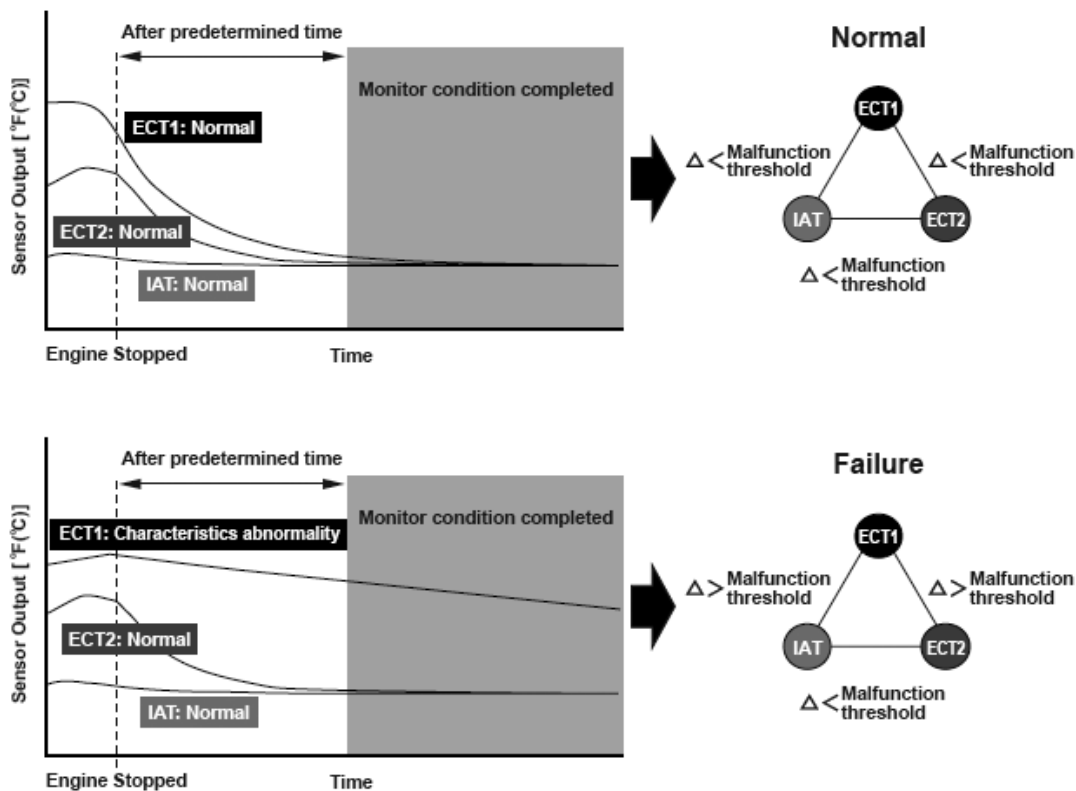 After predetermined time
Monitor condition completed
ECT1: Normal
ECT2: Normal
IAT: Normal
Sensor Output [°F(°C)]
Engine Stopped
Time
Normal
ECT1
△<Malfunction
threshold
△<Malfunction
threshold
IAT
ECT2
△<Malfunction
threshold
After predetermined time
Monitor condition completed
ECT1: Characteristics abnormality
ECT2: Normal
IAT: Normal
Sensor Output [°F(°C)]
Engine Stopped
Time
Failure
ECT1
△>Malfunction
threshold
△>Malfunction
threshold
IAT
ECT2
△<Malfunction
threshold